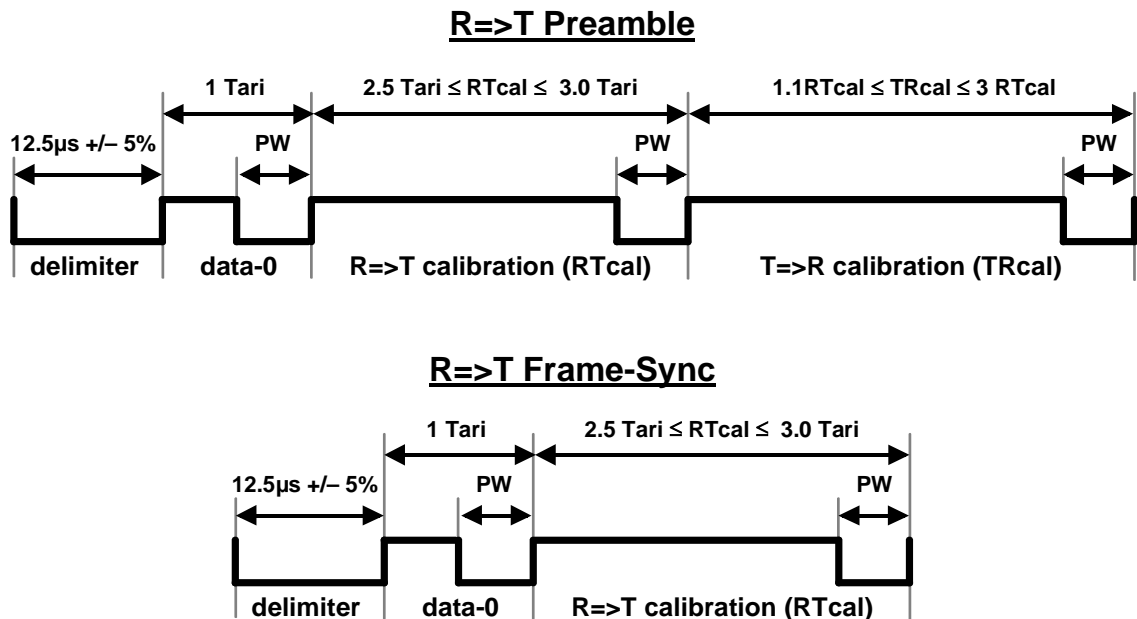 R=>T Preamble
1 Tari 2.5 Tari ≤ RTcal ≤ 3.0 Tari 1.1RTcal ≤ TRcal ≤ 3 RTcal
12.5µs +/– 5% PW PW PW
delimiter data-0 R=>T calibration (RTcal) T=>R calibration (TRcal)
R=>T Frame-Sync
1 Tari 2.5 Tari ≤ RTcal ≤ 3.0 Tari
12.5µs +/– 5% PW PW
delimiter data-0 R=>T calibration (RTcal)